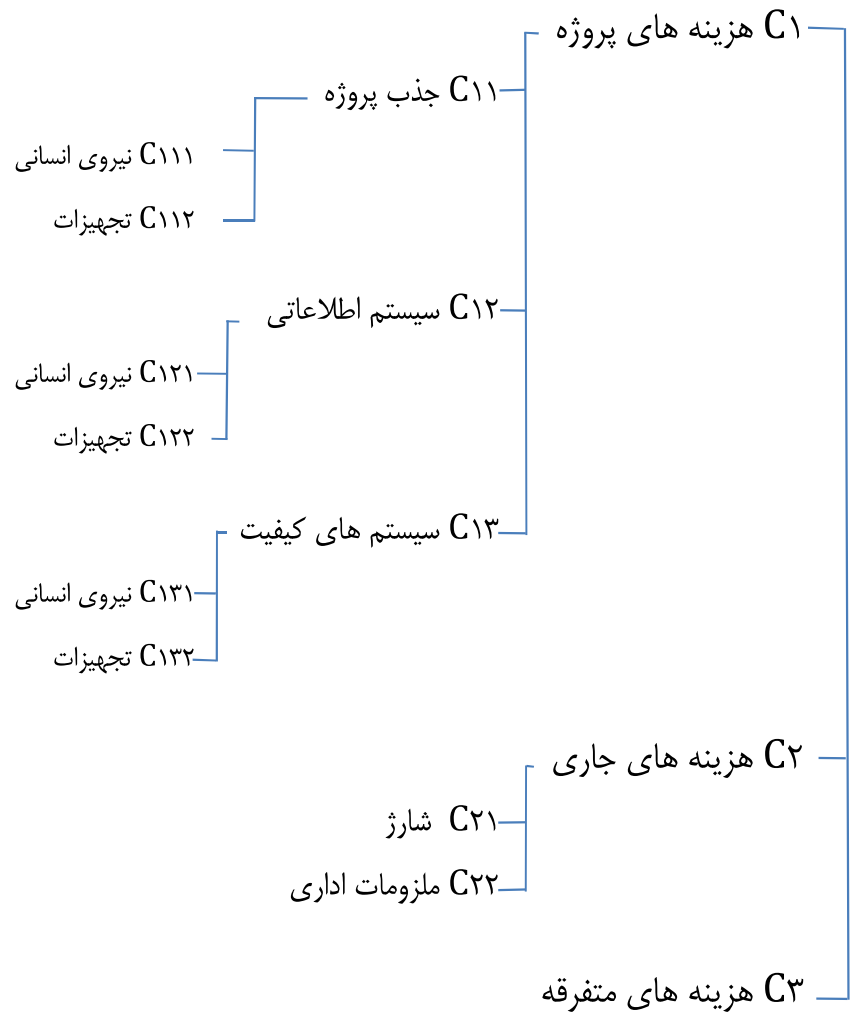 C۱ هزینه های پروژه
C۱۱ جذب پروژه
C۱۱۱ نیروی انسانی
C۱۱۲ تجهیزات
C۱۲ سیستم اطلاعاتی
C۱۲۱ نیروی انسانی
C۱۲۲ تجهیزات
C۱۳ سیستم های کیفیت
C۱۳۱ نیروی انسانی
C۱۳۲ تجهیزات
C۲ هزینه های جاری
C۲۱ شارژ
C۲۲ ملزومات اداری
C۳ هزینه های متفرقه